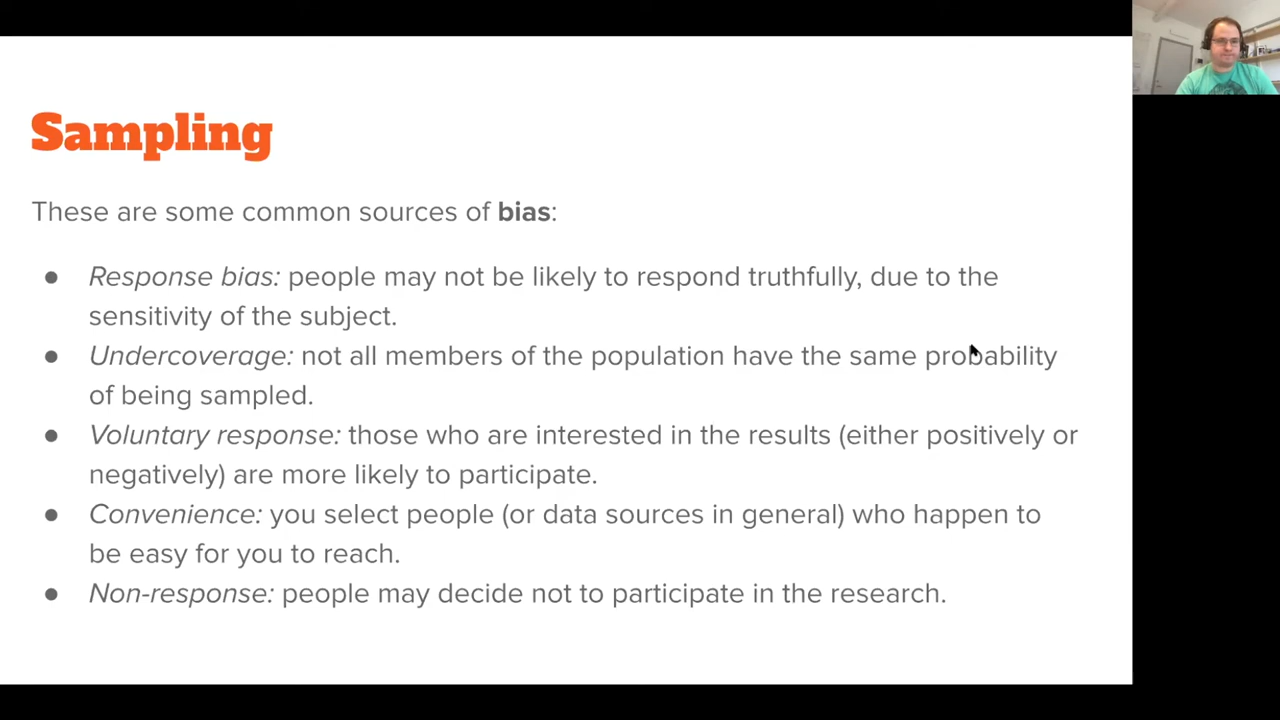 Sampling
These are some common sources of bias:
● Response bias: people may not be likely to respond truthfully, due to the
sensitivity of the subject.
● Undercoverage: not all members of the population have the same probability
of being sampled.
● Voluntary response: those who are interested in the results (either positively or
negatively) are more likely to participate.
● Convenience: you select people (or data sources in general) who happen to
be easy for you to reach.
● Non-response: people may decide not to participate in the research.